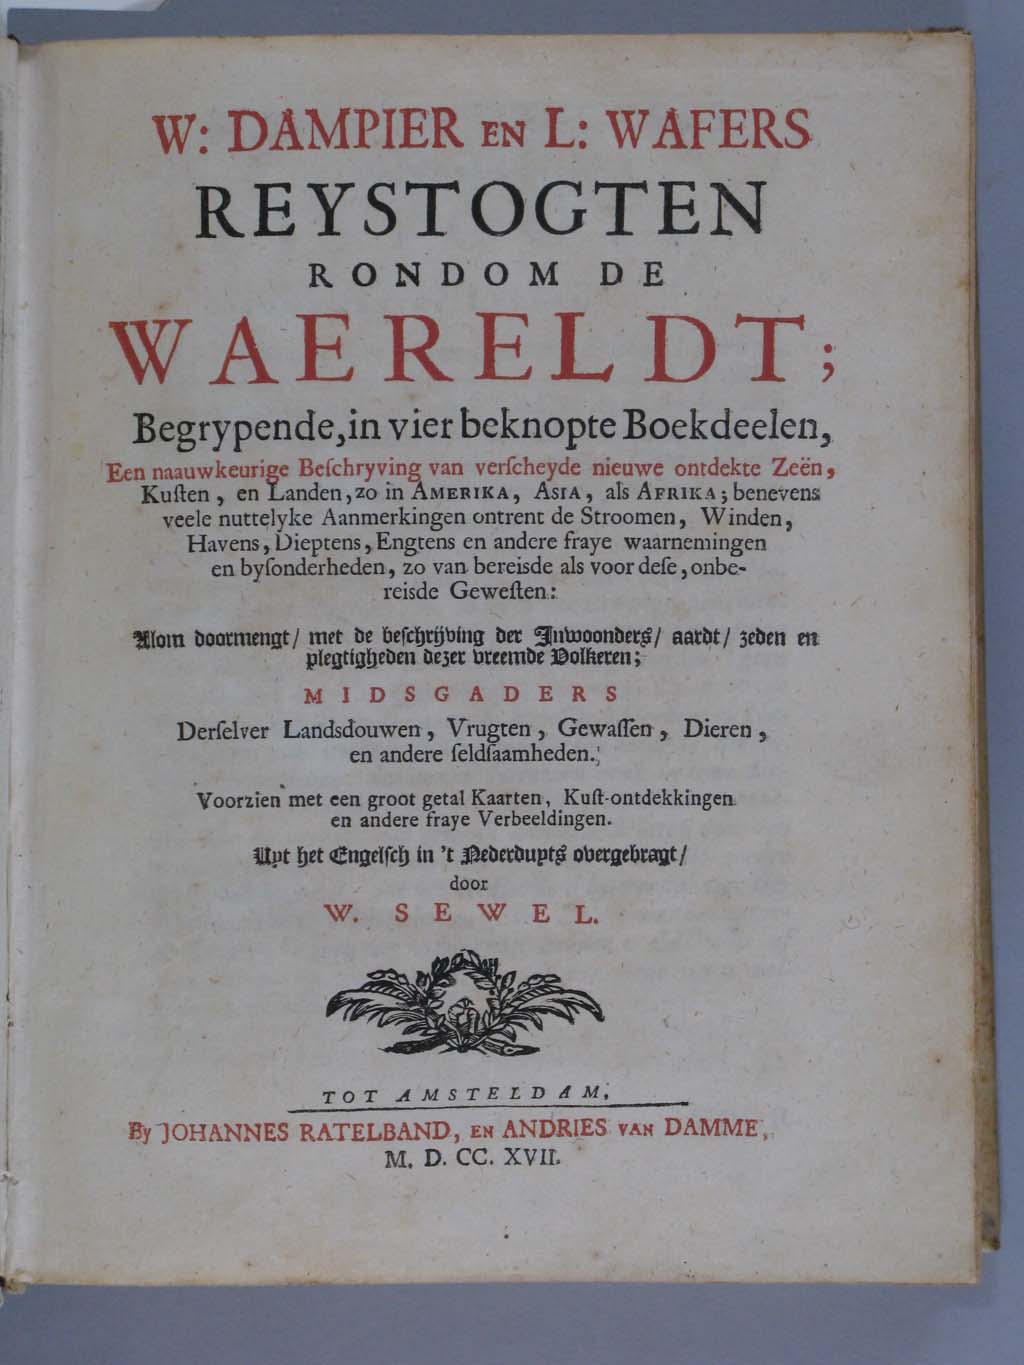 W: DAMPIER EN L: WAFERS
REYSTOGTEN
RONDOM DE
WAERELDT;
Begrypende, in vier beknopte Boekdeelen,
Een naauwkeurige Beſchryving van verſcheyde nieuwe ontdekte Zeën,
Kuſten, en Landen, zo in AMERIKA, ASIA, als AFRIKA; benevens
veele nuttelyke Aanmerkingen ontrent de Stroomen, Winden,
Havens, Dieptens, Engtens en andere fraye waarnemingen
en byſonderheden, zo van bereisde als voor deſe, onbe-
reisde Geweſten:
Alom doormengt/ met de beſchrijving der Inwoonders/ aardt/ zeden en
plegtigheden dezer vreemde Volkeren;
MIDSGADERS
Derſelver Landsdouwen, Vrugten, Gewaſſen, Dieren,
en andere ſeldſaamheden.
Voorzien met een groot getal Kaarten, Kuſt-ontdekkingen
en andere fraye Verbeeldingen.
Uyt het Engelſch in 't Nederduyts overgebragt/
door
W. SEWEL.
TOT AMSTELDAM,
By JOHANNES RATELBAND, EN ANDRIES VAN DAMME,
M. D. CC. XVII.